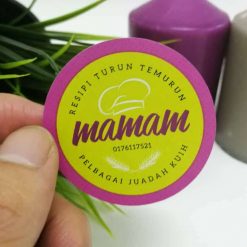 RESIPI TURUN TEMURUN
mamam
0176117521
PELBAGAI JUADAH KUIH